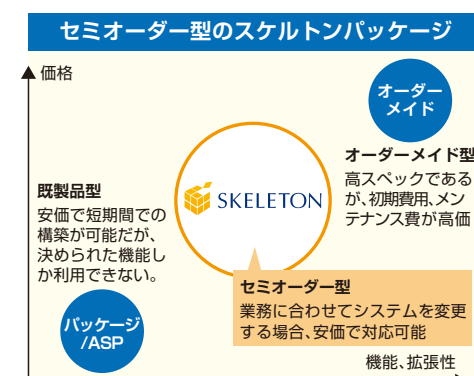 セミオーダー型のスケルトンパッケージ
価格
オーダー
メイド
オーダーメイド型
高スペックである
が、初期費用、メン
テナンス費が高価
SKELETON
既製品型
安価で短期間での
構築が可能だが、
決められた機能し
か利用できない。
セミオーダー型
業務に合わせてシステムを変更
する場合、安価で対応可能
パッケージ
/ASP
機能、拡張性